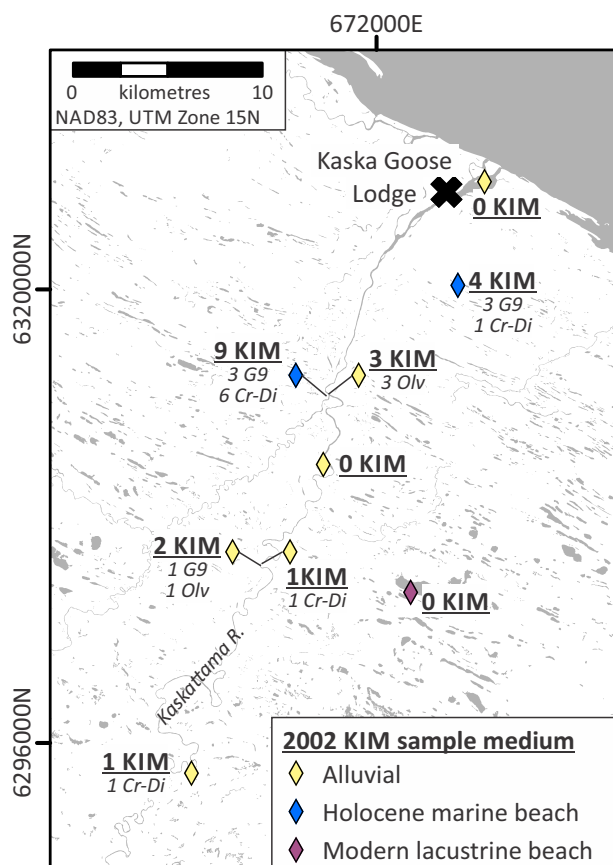 672000E
0 kilometres 10
NAD83, UTM Zone 15N
Kaska Goose
Lodge
0 KIM
6320000N
4 KIM
3 G9
1 Cr-Di
9 KIM
3 G9
6 Cr-Di
3 KIM
3 Olv
0 KIM
2 KIM
1 G9
1 Olv
1KIM
1 Cr-Di
0 KIM
Kaskattama R.
6296000N
1 KIM
1 Cr-Di
2002 KIM sample medium
Alluvial
Holocene marine beach
Modern lacustrine beach